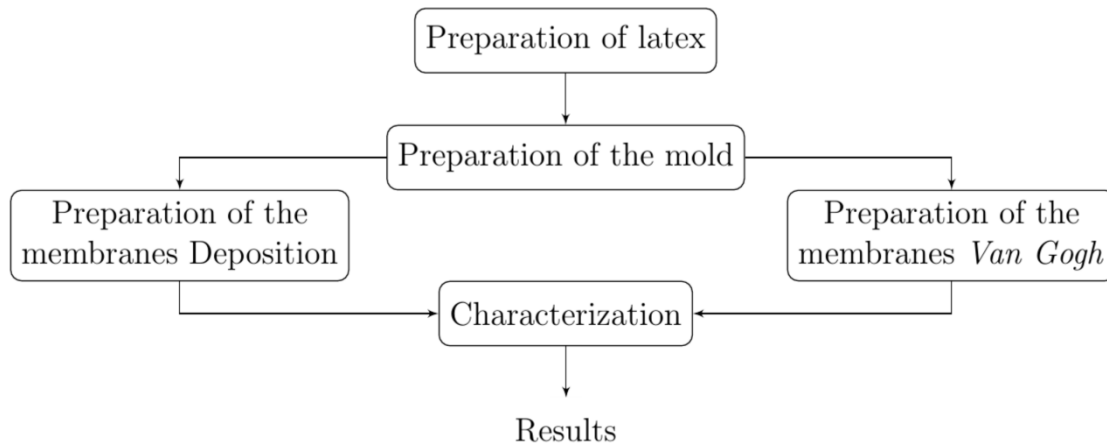 Preparation of latex
Preparation of the mold
Preparation of the
membranes Deposition
Preparation of the
membranes Van Gogh
Characterization
Results